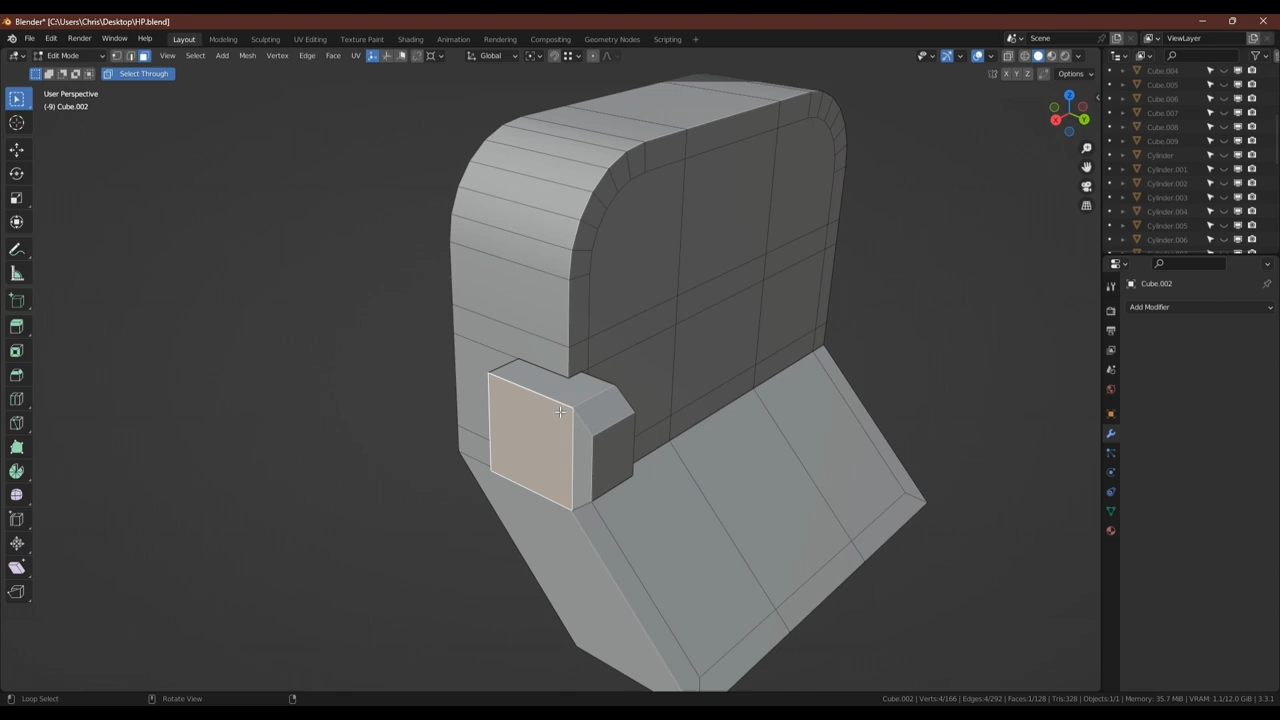 Blender* [C:\Users\Chris\Desktop\HP.blend]
File Edit Render Window Help Layout Modeling Sculpting UV Editing Texture Paint Shading Animation Rendering Compositing Geometry Nodes Scripting + Scene ViewLayer
Edit Mode View Select Add Mesh Vertex Edge Face UV Global
Select Through X Y Z Options
User Perspective
(-9) Cube.002
Z
X
Y
Cube.004
Cube.005
Cube.006
Cube.007
Cube.008
Cube.009
Cylinder
Cylinder.001
Cylinder.002
Cylinder.003
Cylinder.004
Cylinder.005
Cylinder.006
Cube.002
Add Modifier
Loop Select Rotate View Cube.002 | Verts:4/166 | Edges:4/292 | Faces:1/128 | Tris:328 | Objects:1/1 | Memory: 35.7 MiB | VRAM: 1.1/12.0 GiB | 3.3.1